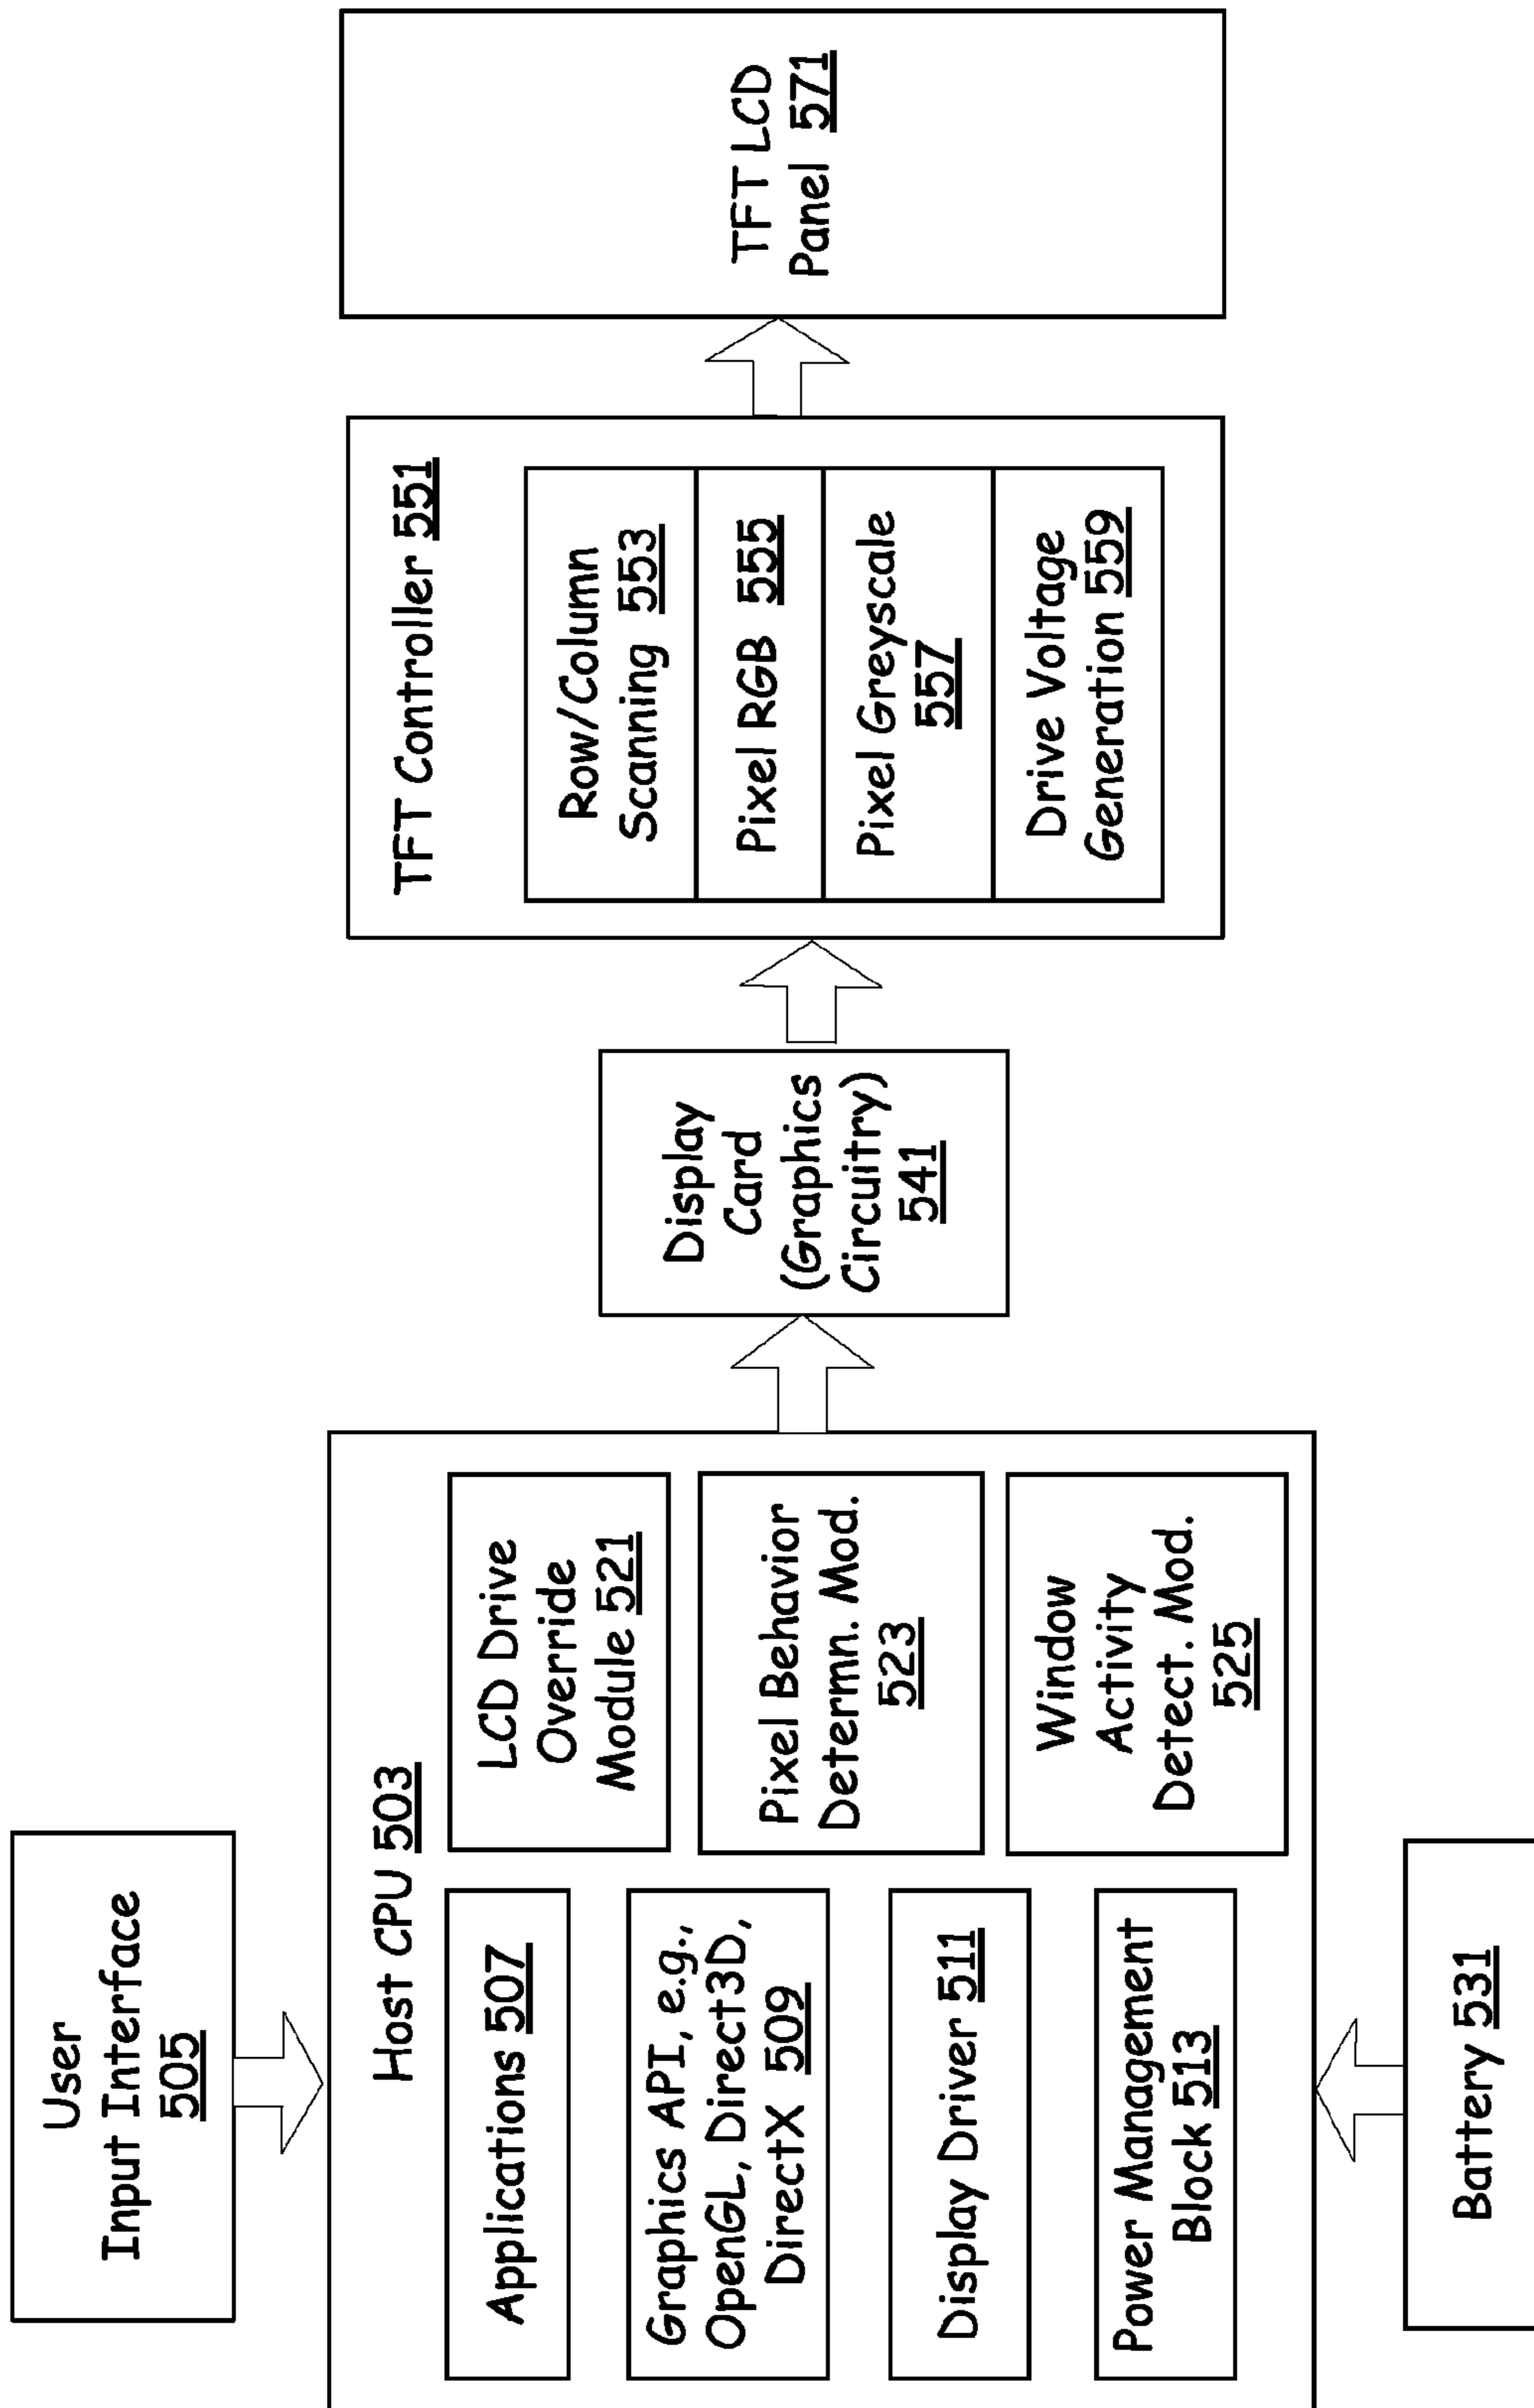 User
Input Interface
505
Host CPU 503
Applications 507
Graphics API, e.g.,
OpenGL, Direct3D,
DirectX 509
Display Driver 511
Power Management
Block 513
LCD Drive
Override
Module 521
Pixel Behavior
Determn. Mod.
523
Window
Activity
Detect. Mod.
525
Battery 531
Display
Card
(Graphics
Circuitry)
541
TFT Controller 551
Row/Column
Scanning 553
Pixel RGB 555
Pixel Greyscale
557
Drive Voltage
Generation 559
TFT LCD
Panel 571